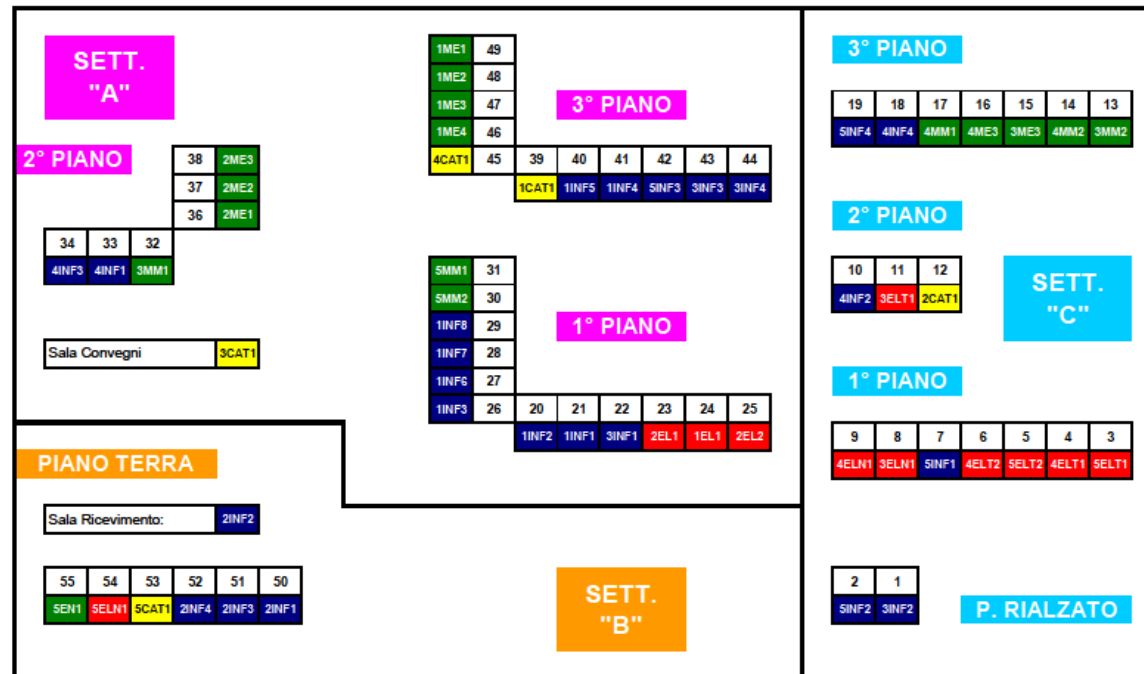 SETT.
"A"
2° PIANO
38 2ME3
37 2ME2
36 2ME1
34 33 32
4INF3 4INF1 3MM1
Sala Convegni 3CAT1
1ME1 49
1ME2 48
1ME3 47
1ME4 46
3° PIANO
4CAT1 45 39 40 41 42 43 44
1CAT1 1INF5 1INF4 5INF3 3INF3 3INF4
5MM1 31
5MM2 30
1INF8 29
1° PIANO
1INF7 28
1INF6 27
1INF3 26 20 21 22 23 24 25
1INF2 1INF1 3INF1 2EL1 1EL1 2EL2
PIANO TERRA
Sala Ricevimento: 2INF2
55 54 53 52 51 50
5EN1 5ELN1 5CAT1 2INF4 2INF3 2INF1
SETT.
"B"
3° PIANO
19 18 17 16 15 14 13
5INF4 4INF4 4MM1 4ME3 3ME3 4MM2 3MM2
2° PIANO
10 11 12
4INF2 3ELT1 2CAT1
SETT.
"C"
1° PIANO
9 8 7 6 5 4 3
4ELN1 3ELN1 5INF1 4ELT2 5ELT2 4ELT1 5ELT1
2 1
5INF2 3INF2
P. RIALZATO